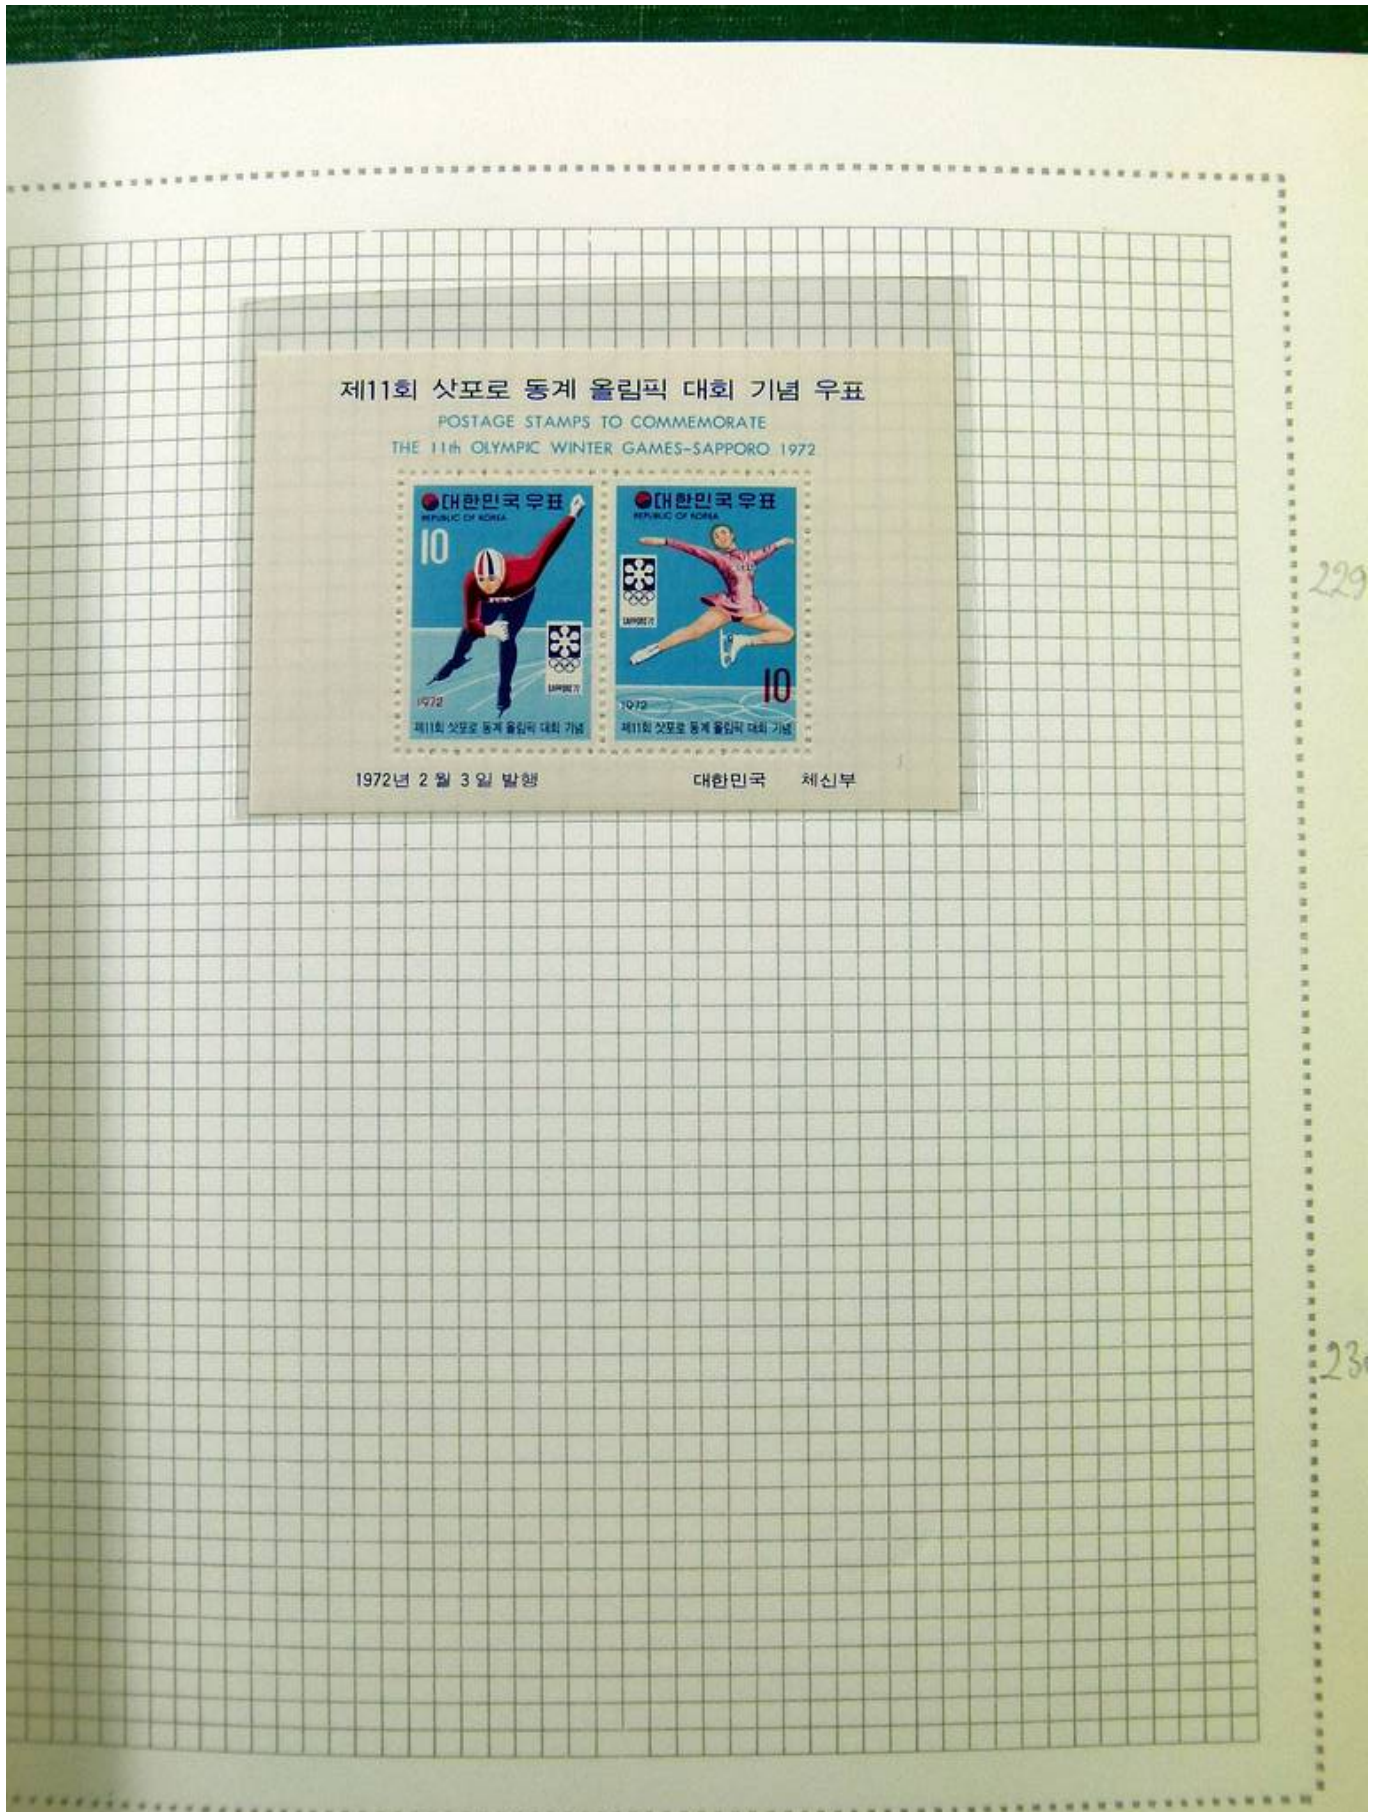 제11회 삿포로 동계 올림픽 대회 기념 우표
POSTAGE STAMPS TO COMMEMORATE
THE 11th OLYMPIC WINTER GAMES-SAPPORO 1972
대한민국우표
REPUBLIC OF KOREA
10
SAPPORO'72
1972
제11회 삿포로 동계 올림픽 대회 기념
대한민국우표
REPUBLIC OF KOREA
SAPPORO'72
10
1972
제11회 삿포로 동계 올림픽 대회 기념
1972년 2월 3일 발행
대한민국 체신부
229